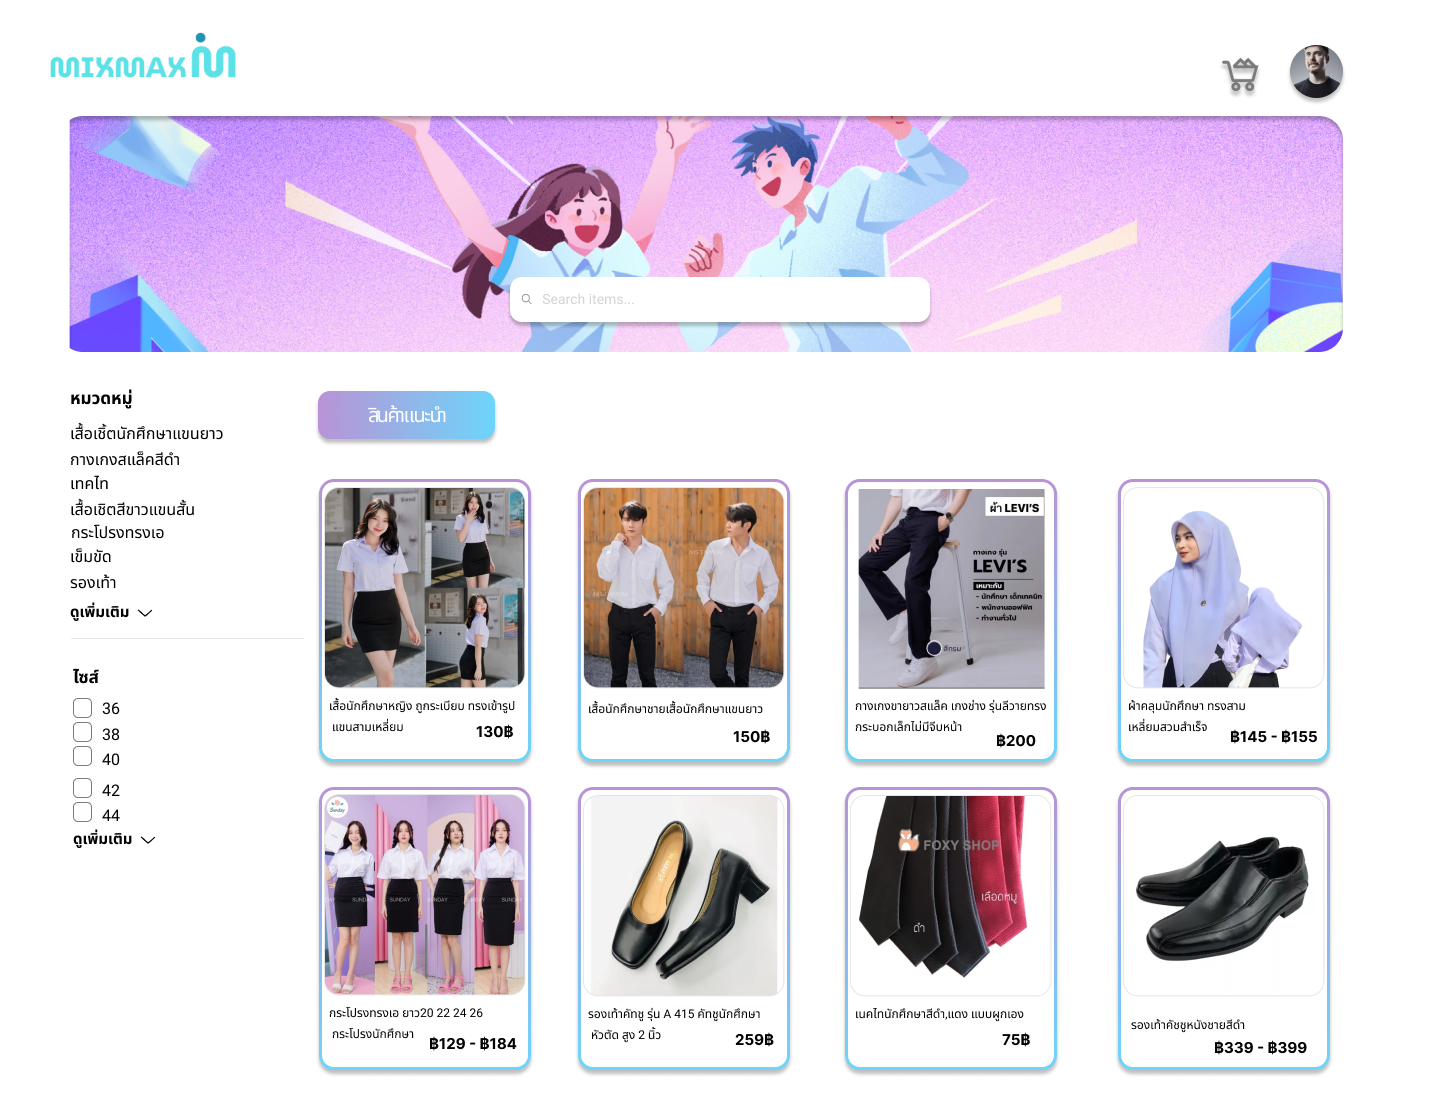 MIXMAX
Search items...
หมวดหมู่
เสื้อเชิ้ตนักศึกษาแขนยาว
กางเกงสแล็คสีดำ
เทคไท
เสื้อเชิตสีขาวแขนสั้น
กระโปรงทรงเอ
เข็มขัด
รองเท้า
ดูเพิ่มเติม
ไซส์
36
38
40
42
44
ดูเพิ่มเติม
สินค้าแนะนำ
เสื้อนักศึกษาหญิง ถูกระเบียบ ทรงเข้ารูป
แขนสามเหลี่ยม
130฿
เสื้อนักศึกษาชายเสื้อนักศึกษาแขนยาว
150฿
ผ้า LEVI'S
กางเกง รุ่น
LEVI'S
เหมาะกับ
- นักศึกษา เด็กเทคนิค
- พนักงานออฟฟิศ
- ทำงานทั่วไป
สีกรม
กางเกงขายาวสแล็ค เกงช่าง รุ่นลีวายทรง
กระบอกเล็กไม่มีจีบหน้า
฿200
ผ้าคลุมนักศึกษา ทรงสาม
เหลี่ยมสวมสำเร็จ
฿145 - ฿155
Sunday
SUNDAY SUNDAY SUNDAY SUNDAY
กระโปรงทรงเอ ยาว20 22 24 26
กระโปรงนักศึกษา
฿129 - ฿184
รองเท้าคัทชู รุ่น A 415 คัทชูนักศึกษา
หัวตัด สูง 2 นิ้ว
259฿
FOXY SHOP
เลือดหมู
ดำ
เนคไทนักศึกษาสีดำ,แดง แบบผูกเอง
75฿
รองเท้าคัชชูหนังชายสีดำ
฿339 - ฿399